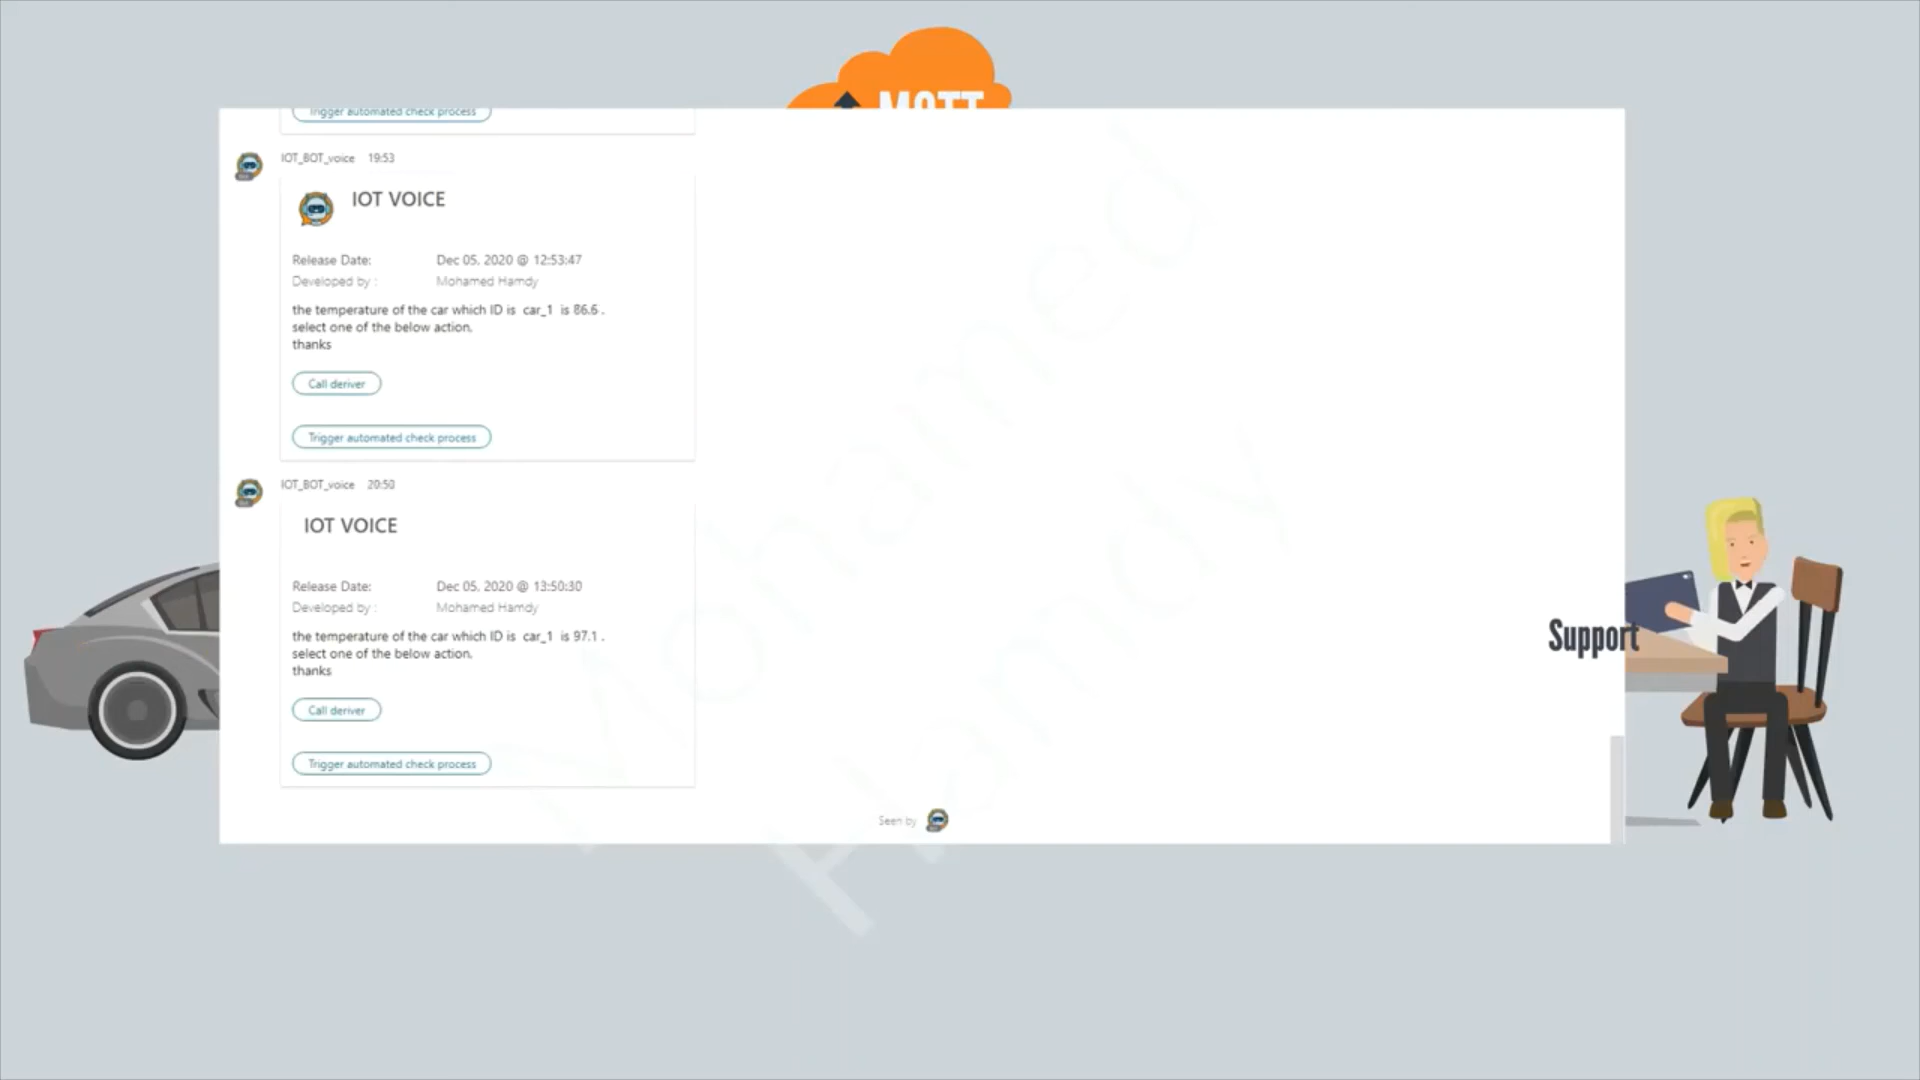 MQTT
Trigger automated check process
IOT_BOT_voice 19:53
IOT VOICE
Release Date: Dec 05, 2020 @ 12:53:47
Developed by : Mohamed Hamdy
the temperature of the car which ID is car_1 is 86.6 .
select one of the below action.
thanks
Call deriver
Trigger automated check process
IOT_BOT_voice 20:50
IOT VOICE
Release Date: Dec 05, 2020 @ 13:50:30
Developed by : Mohamed Hamdy
the temperature of the car which ID is car_1 is 97.1 .
select one of the below action.
thanks
Call deriver
Trigger automated check process
Seen by
Support
Mohamed
Hamdy